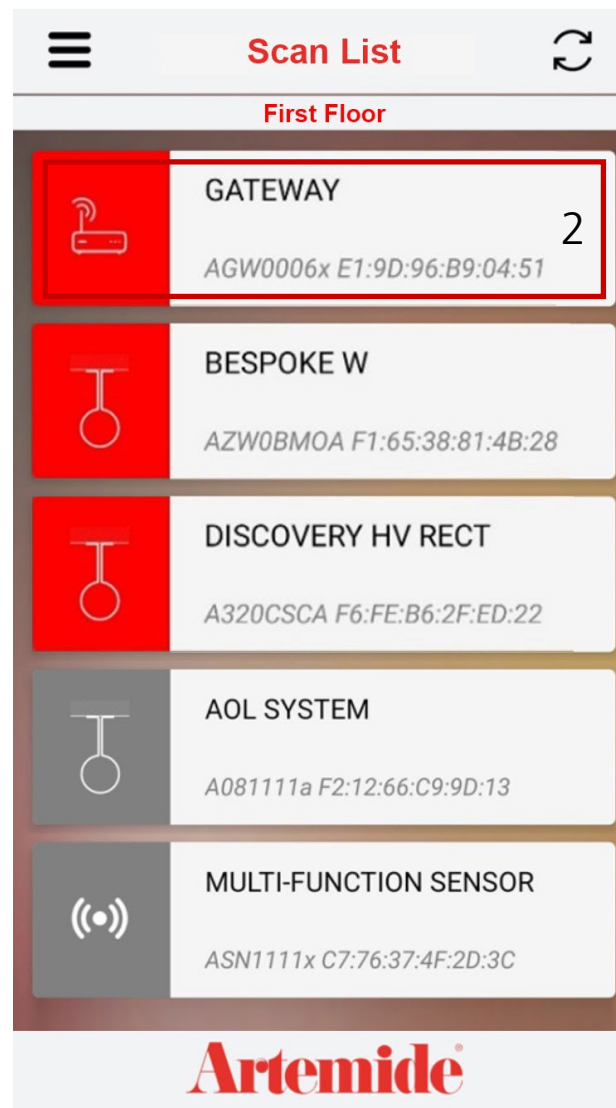 Scan List
First Floor
GATEWAY
2
AGW0006x E1:9D:96:B9:04:51
BESPOKE W
AZW0BMOA F1:65:38:81:4B:28
DISCOVERY HV RECT
A320CSCA F6:FE:B6:2F:ED:22
AOL SYSTEM
A081111a F2:12:66:C9:9D:13
MULTI-FUNCTION SENSOR
ASN1111x C7:76:37:4F:2D:3C
Artemide®